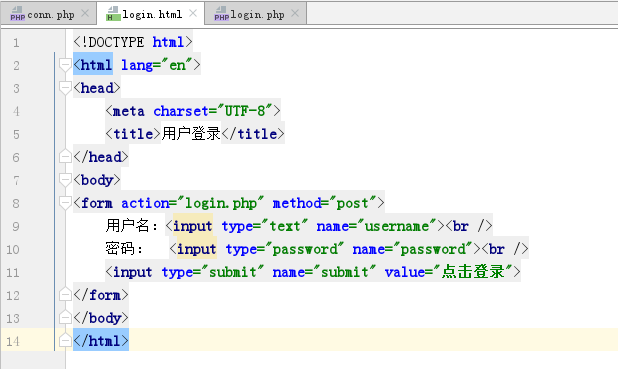 conn.php × login.html × login.php ×
1 <!DOCTYPE html>
2 <html lang="en">
3 <head>
4 <meta charset="UTF-8">
5 <title>用户登录</title>
6 </head>
7 <body>
8 <form action="login.php" method="post">
9 用户名：<input type="text" name="username"><br />
10 密码： <input type="password" name="password"><br />
11 <input type="submit" name="submit" value="点击登录">
12 </form>
13 </body>
14 </html>